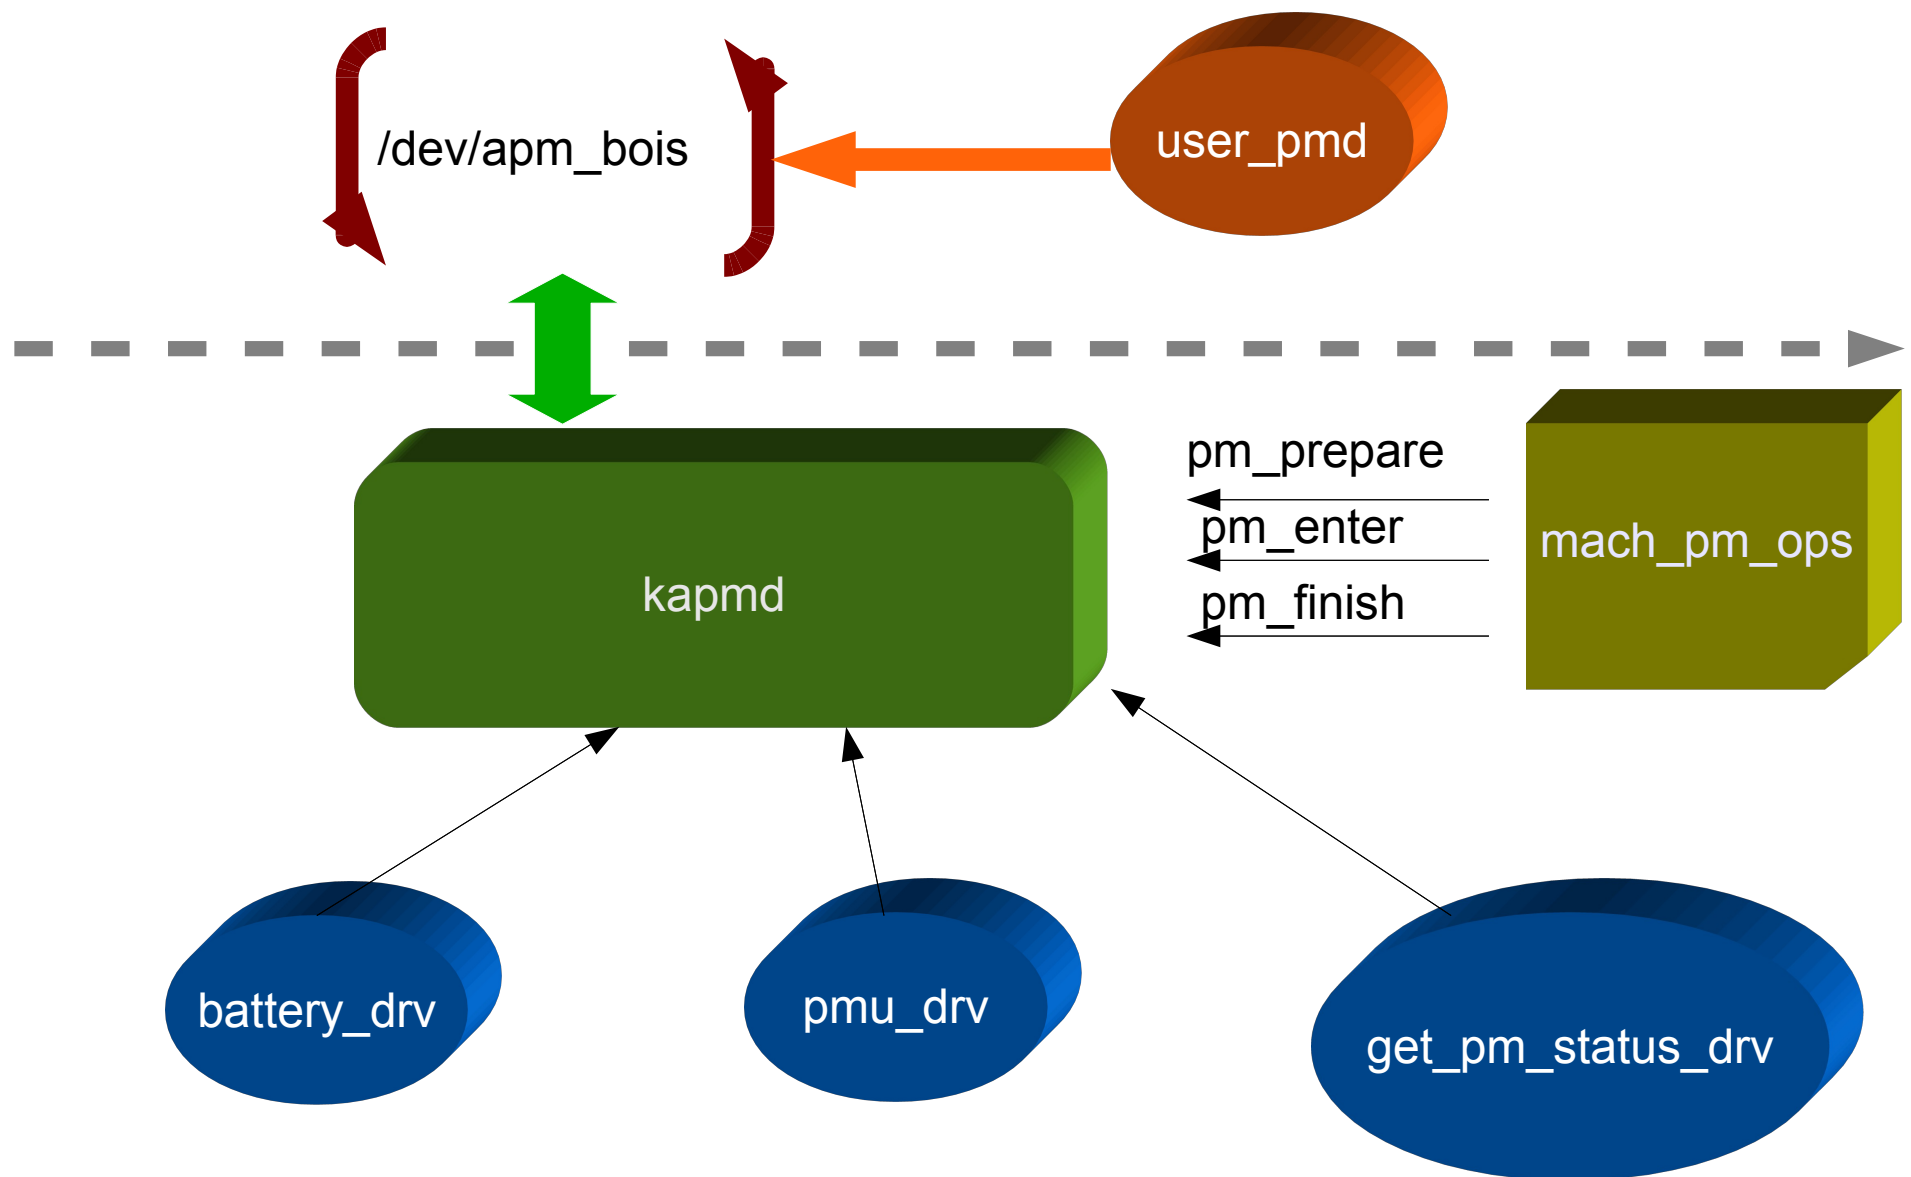 /dev/apm_bois
user_pmd
pm_prepare
pm_enter
pm_finish
mach_pm_ops
kapmd
battery_drv
pmu_drv
get_pm_status_drv